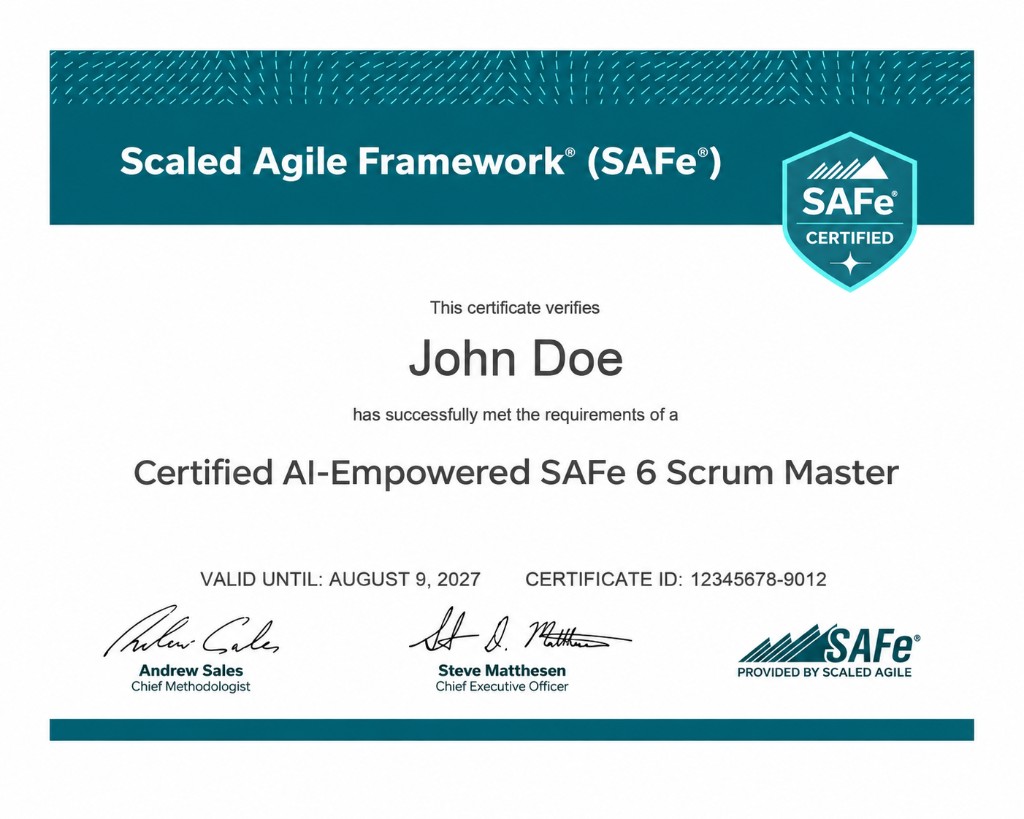 Scaled Agile Framework® (SAFe®)
SAFe®
CERTIFIED
This certificate verifies
John Doe
has successfully met the requirements of a
Certified AI-Empowered SAFe 6 Scrum Master
VALID UNTIL: AUGUST 9, 2027 CERTIFICATE ID: 12345678-9012
Andrew Sales
Chief Methodologist
Steve Matthesen
Chief Executive Officer
SAFe®
PROVIDED BY SCALED AGILE